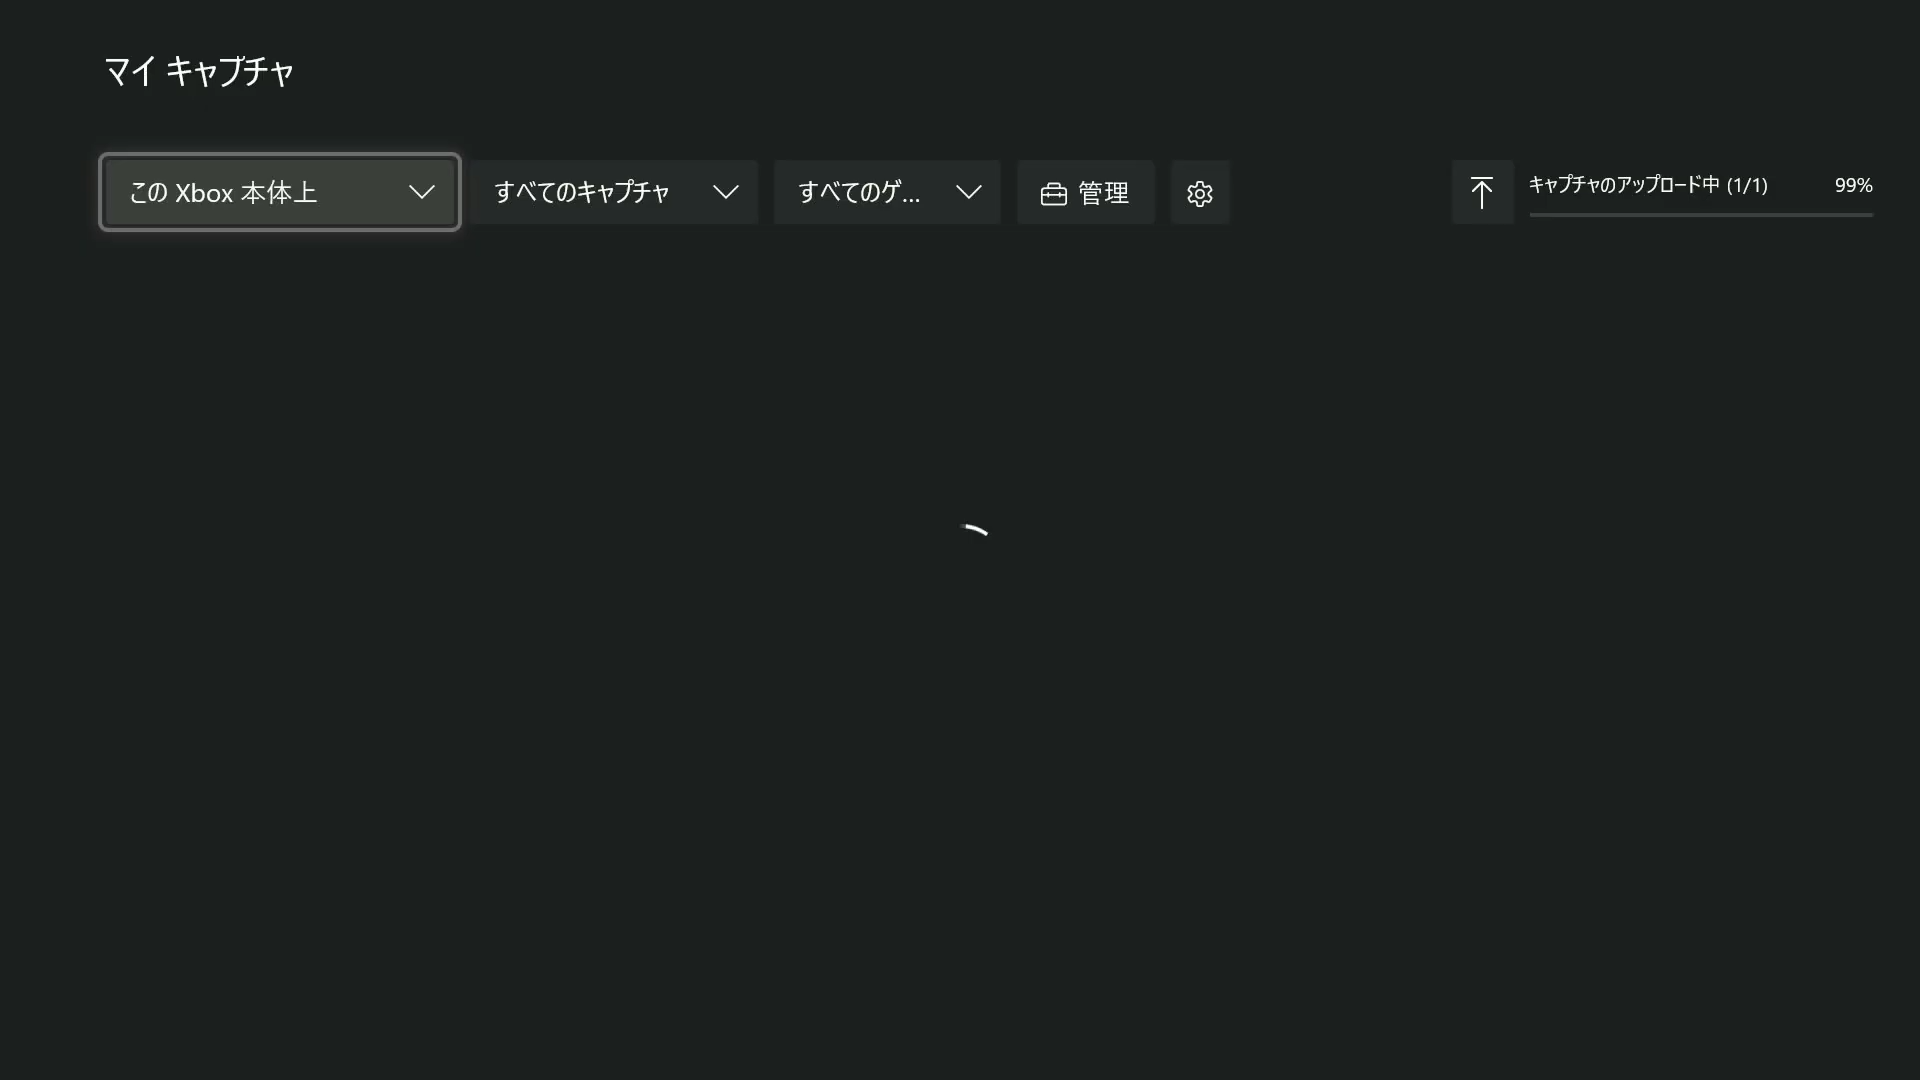 マイ キャプチャ
この Xbox 本体上
すべてのキャプチャ
すべてのゲ...
管理
キャプチャのアップロード中 (1/1)
99%